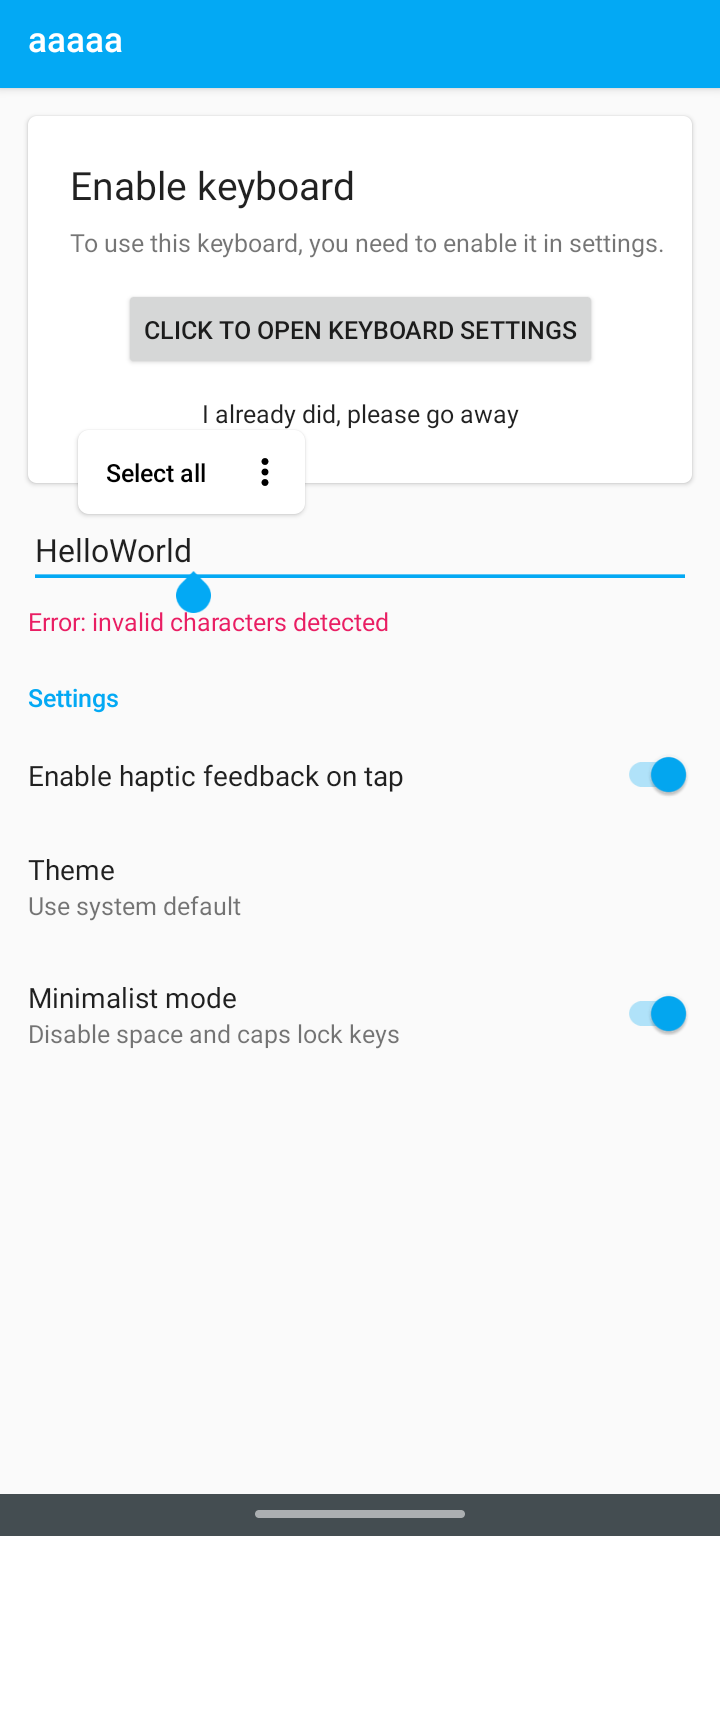 aaaaa
Enable keyboard
To use this keyboard, you need to enable it in settings.
CLICK TO OPEN KEYBOARD SETTINGS
I already did, please go away
Select all
HelloWorld
Error: invalid characters detected
Settings
Enable haptic feedback on tap
Theme
Use system default
Minimalist mode
Disable space and caps lock keys